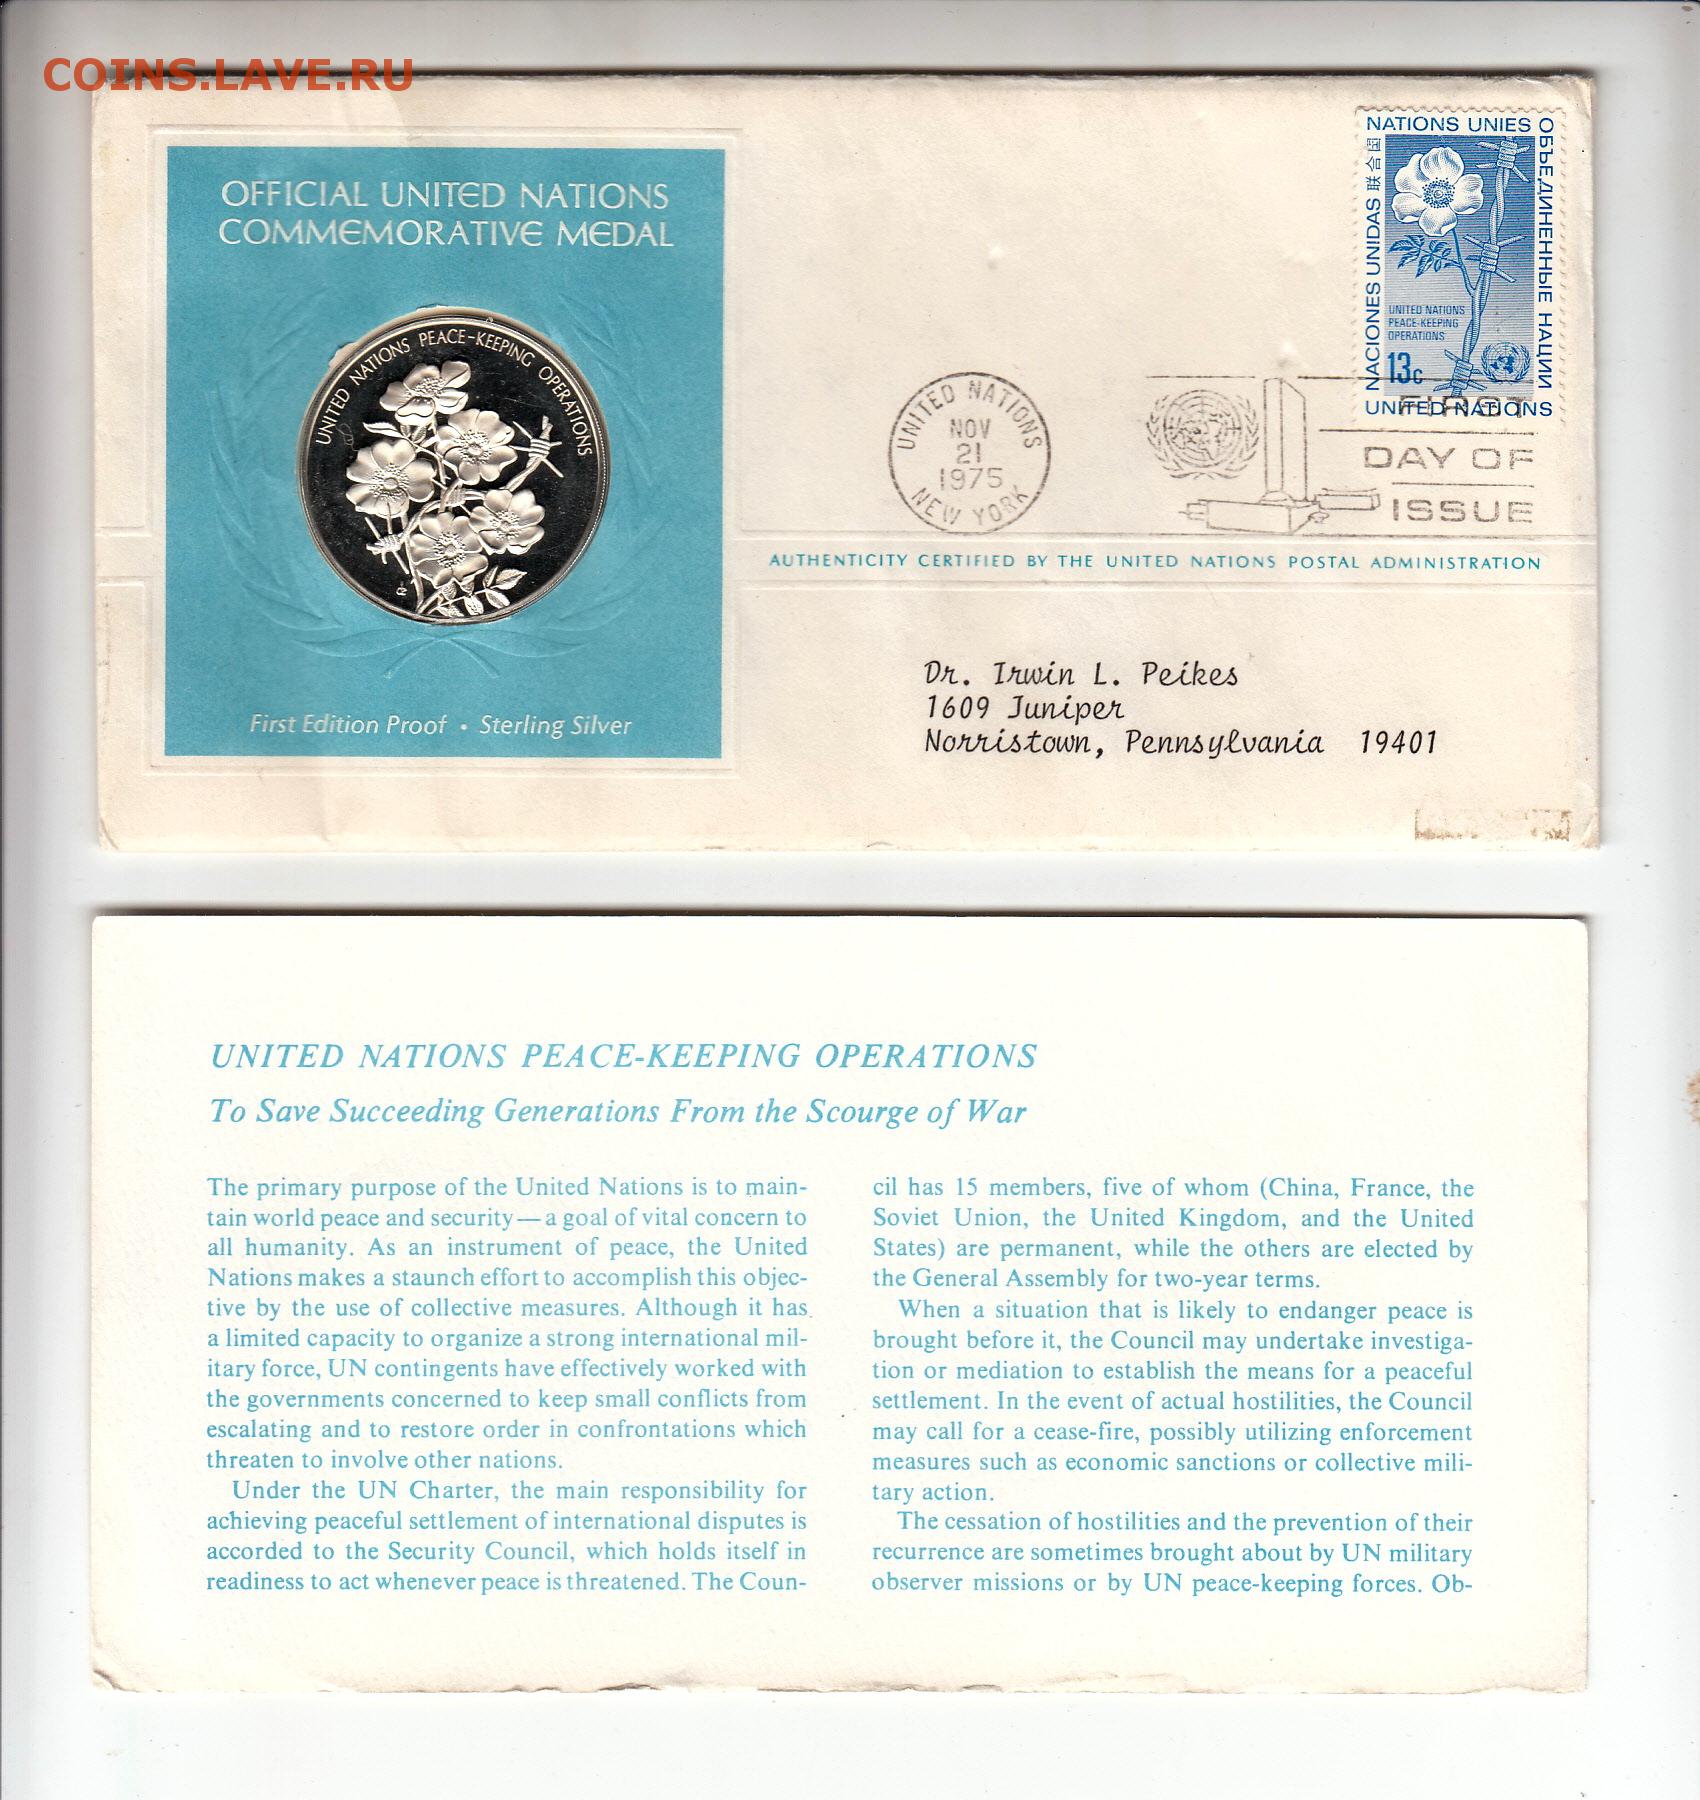 COINS.LAVE.RU
OFFICIAL UNITED NATIONS
COMMEMORATIVE MEDAL
UNITED NATIONS PEACE-KEEPING OPERATIONS
First Edition Proof • Sterling Silver
NATIONS UNIES
ОБЪЕДИНЕННЫЕ НАЦИИ
NACIONES UNIDAS 联合国
UNITED NATIONS
PEACE-KEEPING
OPERATIONS
13c
UNITED NATIONS
UNITED NATIONS
NOV
21
1975
NEW YORK
FIRST
DAY OF
ISSUE
AUTHENTICITY CERTIFIED BY THE UNITED NATIONS POSTAL ADMINISTRATION
Dr. Irwin L. Peikes
1609 Juniper
Norristown, Pennsylvania 19401
UNITED NATIONS PEACE-KEEPING OPERATIONS
To Save Succeeding Generations From the Scourge of War
The primary purpose of the United Nations is to main-
tain world peace and security—a goal of vital concern to
all humanity. As an instrument of peace, the United
Nations makes a staunch effort to accomplish this objec-
tive by the use of collective measures. Although it has
a limited capacity to organize a strong international mil-
itary force, UN contingents have effectively worked with
the governments concerned to keep small conflicts from
escalating and to restore order in confrontations which
threaten to involve other nations.
Under the UN Charter, the main responsibility for
achieving peaceful settlement of international disputes is
accorded to the Security Council, which holds itself in
readiness to act whenever peace is threatened. The Coun-
cil has 15 members, five of whom (China, France, the
Soviet Union, the United Kingdom, and the United
States) are permanent, while the others are elected by
the General Assembly for two-year terms.
When a situation that is likely to endanger peace is
brought before it, the Council may undertake investiga-
tion or mediation to establish the means for a peaceful
settlement. In the event of actual hostilities, the Council
may call for a cease-fire, possibly utilizing enforcement
measures such as economic sanctions or collective mili-
tary action.
The cessation of hostilities and the prevention of their
recurrence are sometimes brought about by UN military
observer missions or by UN peace-keeping forces. Ob-